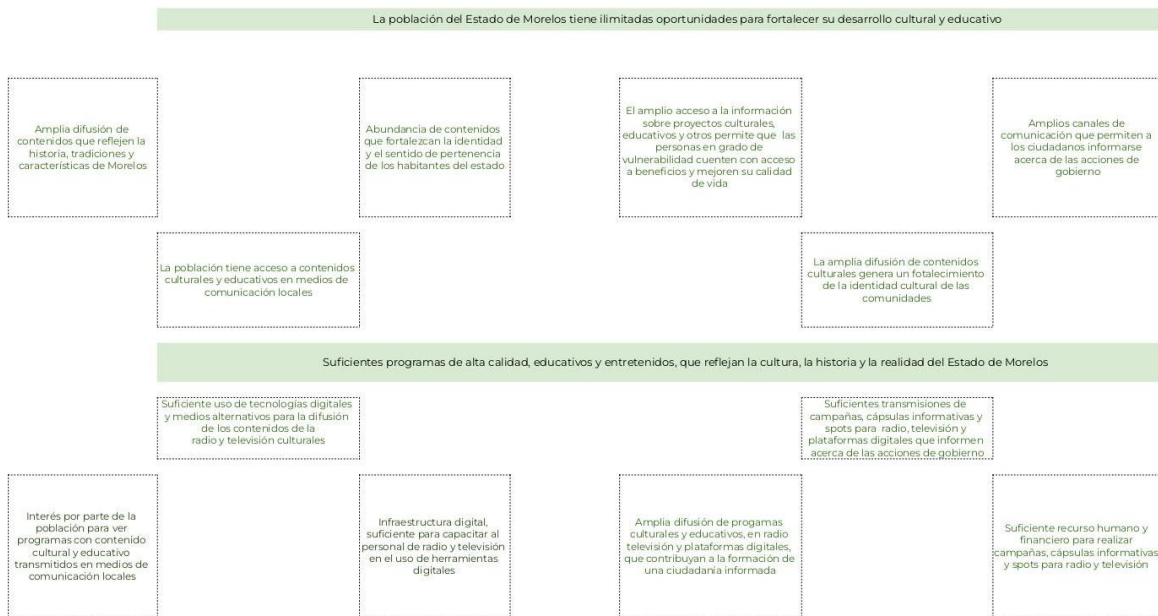 La población del Estado de Morelos tiene ilimitadas oportunidades para fortalecer su desarrollo cultural y educativo
Amplia difusión de
contenidos que reflejen la
historia, tradiciones y
características de Morelos
Abundancia de contenidos
que fortalezcan la identidad
y el sentido de pertenencia
de los habitantes del estado
El amplio acceso a la información
sobre proyectos culturales,
educativos y otros permite que las
personas en grado de
vulnerabilidad cuenten con acceso
a beneficios y mejoren su calidad
de vida
Amplios canales de
comunicación que permiten a
los ciudadanos informarse
acerca de las acciones de
gobierno
La población tiene acceso a contenidos
culturales y educativos en medios de
comunicación locales
La amplia difusión de contenidos
culturales genera un fotalecimiento
de la identidad cultural de las
comunidades
Suficientes programas de alta calidad, educativos y entretenidos, que reflejan la cultura, la historia y la realidad del Estado de Morelos
Suficiente uso de tecnologías digitales
y medios alternativos para la difusión
de los contenidos de la
radio y televisión culturales
Suficientes transmisiones de
campañas, cápsulas informativas y
spots para radio, televisión y
plataformas digitales que informen
acerca de las acciones de gobierno
Interés por parte de la
población para ver
programas con contenido
cultural y educativo
transmitidos en medios de
comunicación locales
Infraestructura digital,
suficiente para capacitar al
personal de radio y televisión
en el uso de herramientas
digitales
Amplia difusión de progamas
culturales y educativos, en radio
televisión y plataformas digitales,
que contribuyan a la formación de
una ciudadanía informada
Suficiente recurso humano y
financiero para realizar
campañas, cápsulas informativas
y spots para radio y televisión